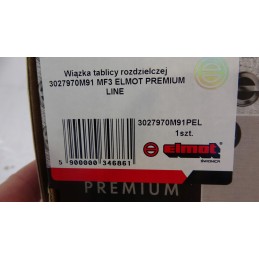 Wiązka tablicy rozdzielczej
3027970M91 MF3 ELMOT PREMIUM
LINE
3027970M91PEL
1szt.
elmot
5 900000 346861
PREMIUM